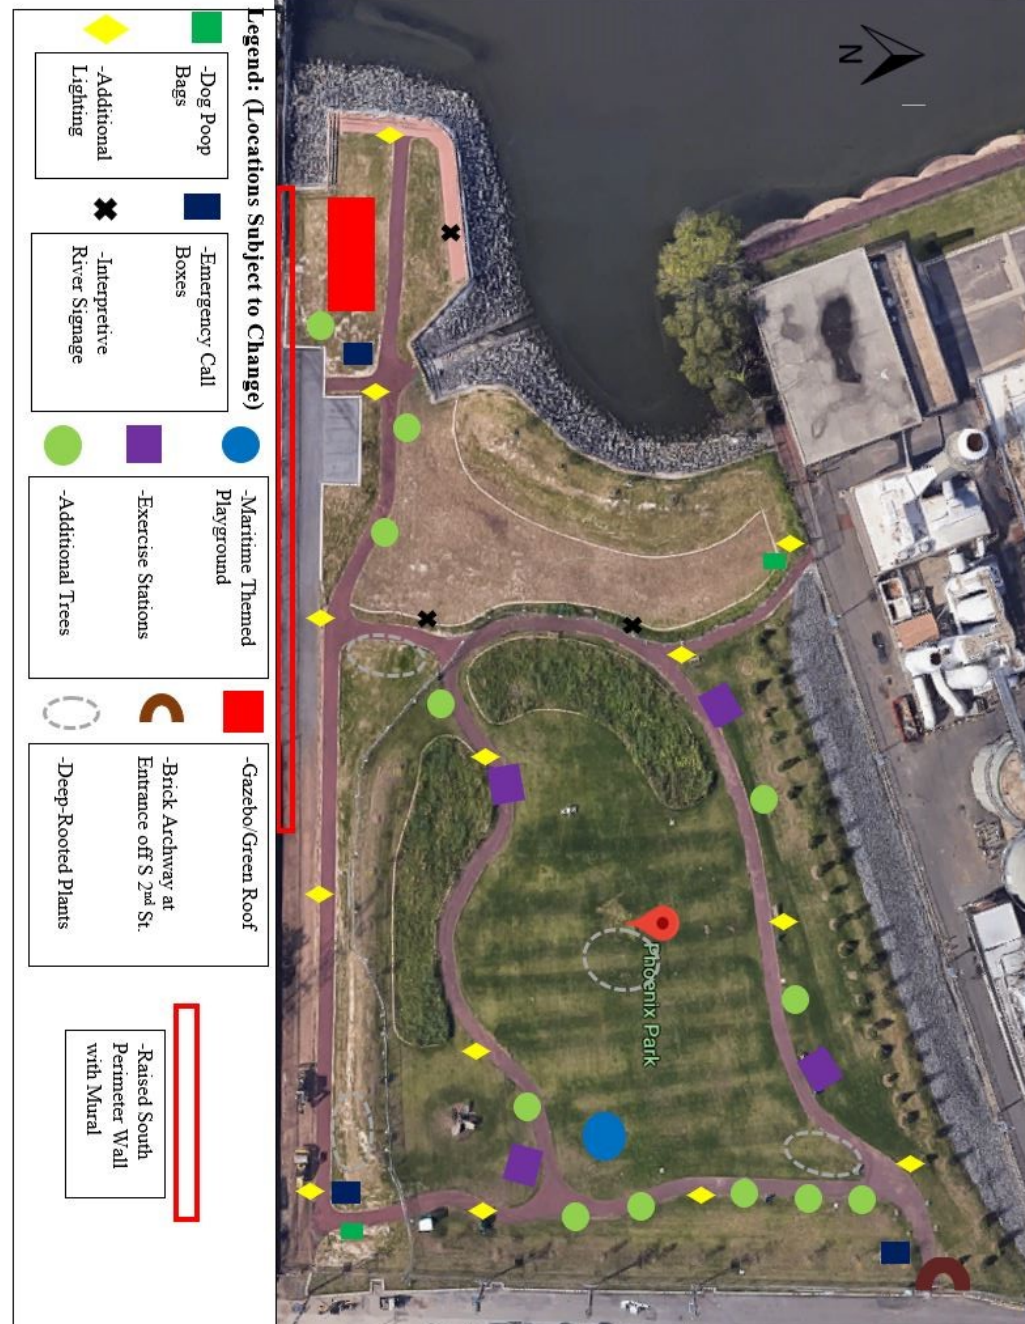 Legend: (Locations Subject to Change)
-Dog Poop
Bags
-Additional
Lighting
-Emergency Call
Boxes
-Interpretive
River Signage
-Maritime Themed
Playground
-Exercise Stations
-Additional Trees
-Gazebo/Green Roof
-Brick Archway at
Entrance off S 2nd St.
-Deep-Rooted Plants
-Raised South
Perimeter Wall
with Mural
N
Phoenix Park